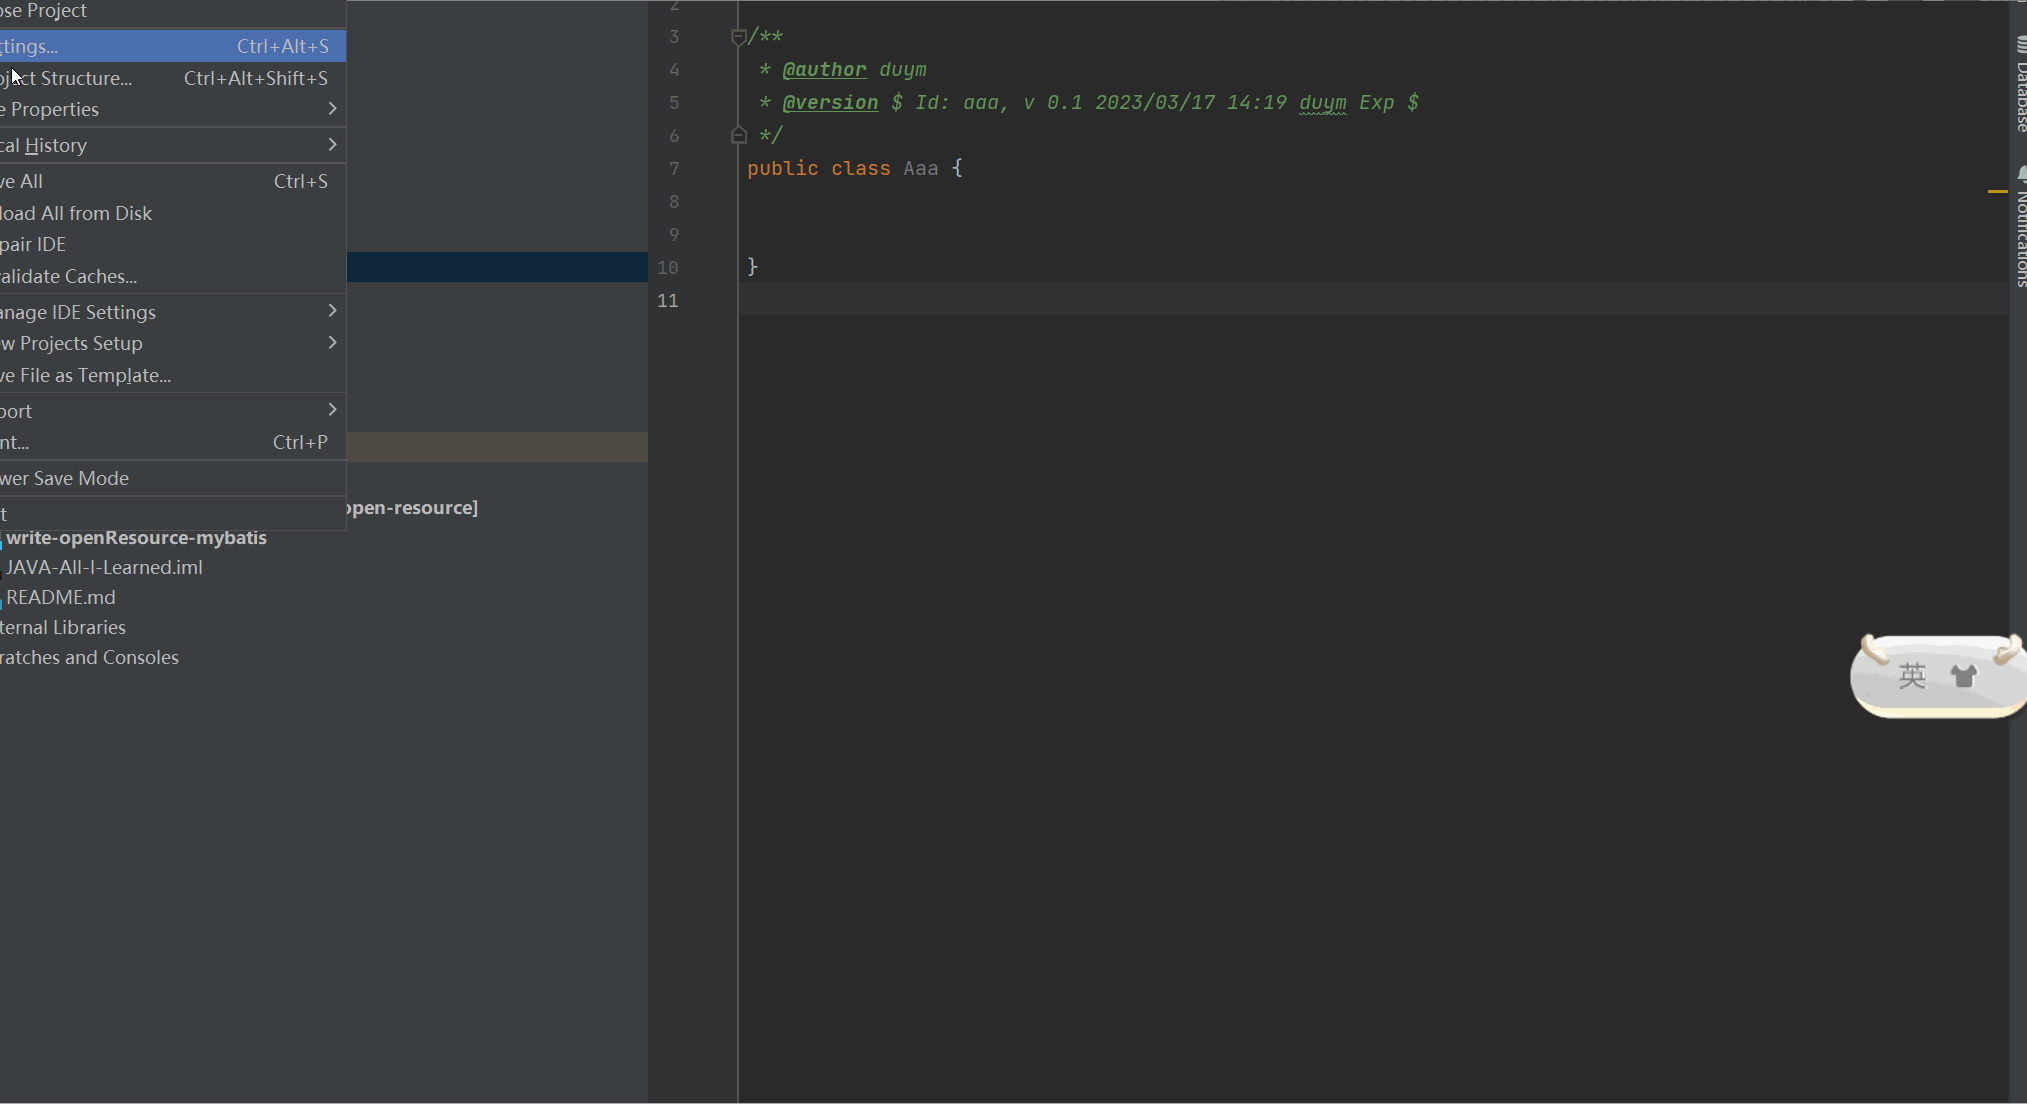 ose Project
ttings... Ctrl+Alt+S
oject Structure... Ctrl+Alt+Shift+S
e Properties
cal History
ve All Ctrl+S
load All from Disk
pair IDE
validate Caches...
anage IDE Settings
ew Projects Setup
ve File as Template...
port
nt... Ctrl+P
wer Save Mode
t
open-resource]
write-openResource-mybatis
JAVA-All-I-Learned.iml
README.md
ternal Libraries
ratches and Consoles
2
3 /**
4 * @author duym
5 * @version $ Id: aaa, v 0.1 2023/03/17 14:19 duym Exp $
6 */
7 public class Aaa {
8
9
10 }
11
Database
Notifications
英